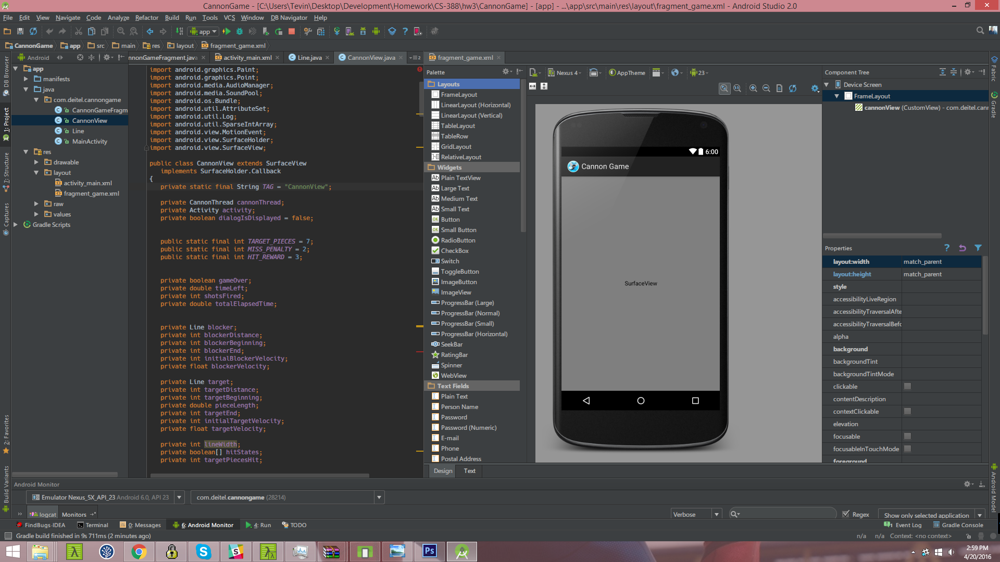 CannonGame - [C:\Users\Tevin\Desktop\Development\Homework\CS-388\hw3\CannonGame] - [app] - ...\app\src\main\res\layout\fragment_game.xml - Android Studio 2.0
File Edit View Navigate Code Analyze Refactor Build Run Tools VCS Window DB Navigator Help
app
CannonGame app src main res layout fragment_game.xml
Android
nnonGameFragment.java activity_main.xml Line.java CannonView.java fragment_game.xml
DB Browser
1: Project
7: Structure
Captures
2: Favorites
Build Variants
app
manifests
java
com.deitel.cannongame
CannonGameFragm
CannonView
Line
MainActivity
res
drawable
layout
activity_main.xml
fragment_game.xml
raw
values
Gradle Scripts
import android.graphics.Paint;
import android.graphics.Point;
import android.media.AudioManager;
import android.media.SoundPool;
import android.os.Bundle;
import android.util.AttributeSet;
import android.util.Log;
import android.util.SparseIntArray;
import android.view.MotionEvent;
import android.view.SurfaceHolder;
import android.view.SurfaceView;
public class CannonView extends SurfaceView
implements SurfaceHolder.Callback
{
private static final String TAG = "CannonView";
private CannonThread cannonThread;
private Activity activity;
private boolean dialogIsDisplayed = false;
public static final int TARGET_PIECES = 7;
public static final int MISS_PENALTY = 2;
public static final int HIT_REWARD = 3;
private boolean gameOver;
private double timeLeft;
private int shotsFired;
private double totalElapsedTime;
private Line blocker;
private int blockerDistance;
private int blockerBeginning;
private int blockerEnd;
private int initialBlockerVelocity;
private float blockerVelocity;
private Line target;
private int targetDistance;
private int targetBeginning;
private double pieceLength;
private int targetEnd;
private int initialTargetVelocity;
private float targetVelocity;
private int lineWidth;
private boolean[] hitStates;
private int targetPiecesHit;
Palette
Layouts
FrameLayout
LinearLayout (Horizontal)
LinearLayout (Vertical)
TableLayout
TableRow
GridLayout
RelativeLayout
Widgets
Plain TextView
Large Text
Medium Text
Small Text
Button
Small Button
RadioButton
CheckBox
Switch
ToggleButton
ImageButton
ImageView
ProgressBar (Large)
ProgressBar (Normal)
ProgressBar (Small)
ProgressBar (Horizontal)
SeekBar
RatingBar
Spinner
WebView
Text Fields
Plain Text
Person Name
Password
Password (Numeric)
E-mail
Phone
Postal Address
Design Text
Nexus 4 AppTheme 23
6:00
Cannon Game
SurfaceView
Component Tree
Device Screen
FrameLayout
cannonView (CustomView) - com.deitel.cann
Properties
layout:width match_parent
layout:height match_parent
style
accessibilityLiveRegion
accessibilityTraversalAfte
accessibilityTraversalBefo
alpha
background
backgroundTint
backgroundTintMode
clickable
contentDescription
contextClickable
elevation
focusable
focusableInTouchMode
foreground
Fabric
Gradle
Android Model
Android Monitor
Emulator Nexus_5X_API_23 Android 6.0, API 23 com.deitel.cannongame (28214)
logcat Monitors Verbose Regex Show only selected application
FindBugs-IDEA Terminal 0: Messages 6: Android Monitor 4: Run TODO Event Log Gradle Console
Gradle build finished in 9s 711ms (2 minutes ago) n/a n/a Context: <no context>
Ps
2:59 PM
4/20/2016